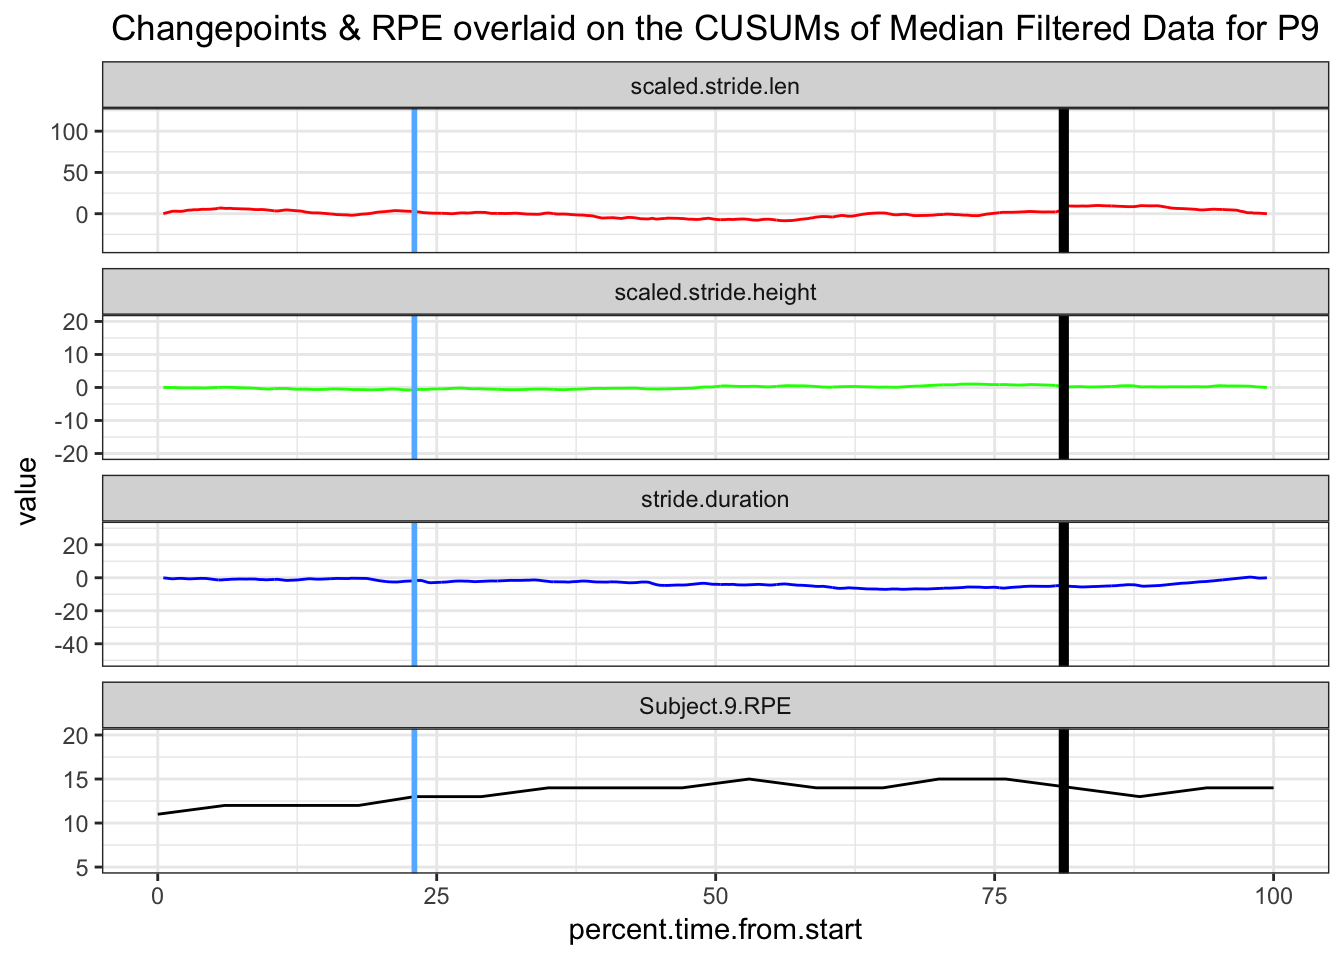 Changepoints & RPE overlaid on the CUSUMs of Median Filtered Data for P9
scaled.stride.len
100
50
0
scaled.stride.height
20
10
0
-10
-20
value
stride.duration
20
0
-20
-40
Subject.9.RPE
20
15
10
5
0 25 50 75 100
percent.time.from.start